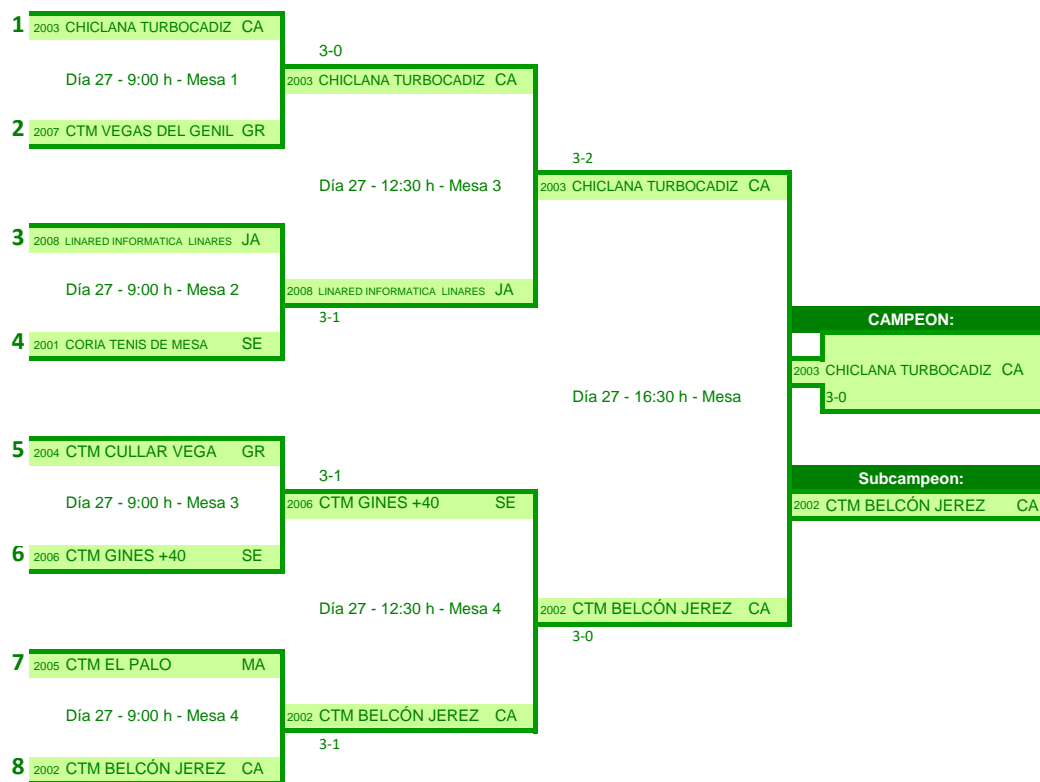 1 2003 CHICLANA TURBOCADIZ CA
3-0
Día 27 - 9:00 h - Mesa 1
2003 CHICLANA TURBOCADIZ CA
2 2007 CTM VEGAS DEL GENIL GR
3-2
Día 27 - 12:30 h - Mesa 3
2003 CHICLANA TURBOCADIZ CA
3 2008 LINARED INFORMATICA LINARES JA
Día 27 - 9:00 h - Mesa 2
2008 LINARED INFORMATICA LINARES JA
3-1
CAMPEON:
4 2001 CORIA TENIS DE MESA SE
2003 CHICLANA TURBOCADIZ CA
Día 27 - 16:30 h - Mesa
3-0
5 2004 CTM CULLAR VEGA GR
3-1
Subcampeon:
Día 27 - 9:00 h - Mesa 3
2006 CTM GINES +40 SE
2002 CTM BELCÓN JEREZ CA
6 2006 CTM GINES +40 SE
Día 27 - 12:30 h - Mesa 4
2002 CTM BELCÓN JEREZ CA
3-0
7 2005 CTM EL PALO MA
Día 27 - 9:00 h - Mesa 4
2002 CTM BELCÓN JEREZ CA
3-1
8 2002 CTM BELCÓN JEREZ CA